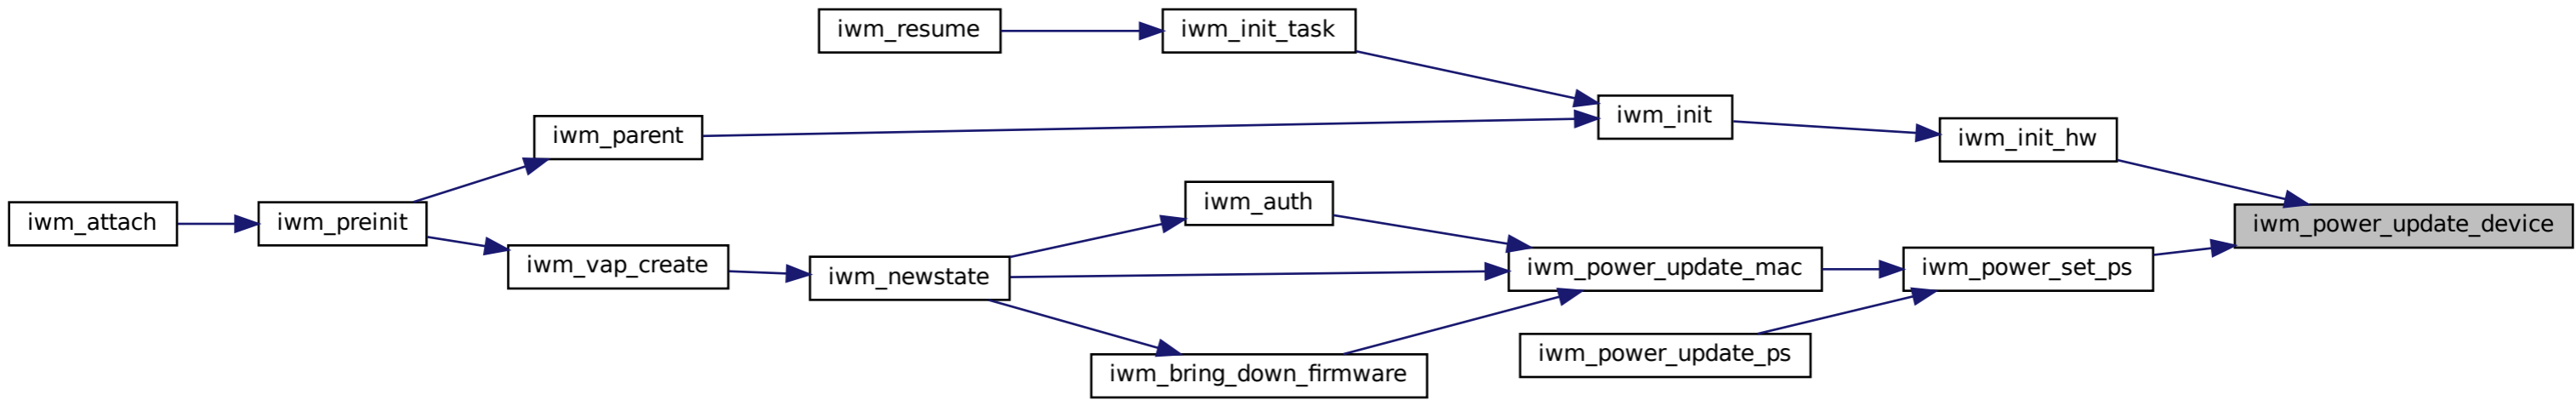 iwm_resume
iwm_init_task
iwm_init
iwm_parent
iwm_init_hw
iwm_attach
iwm_preinit
iwm_auth
iwm_power_update_device
iwm_vap_create
iwm_newstate
iwm_power_update_mac
iwm_power_set_ps
iwm_power_update_ps
iwm_bring_down_firmware